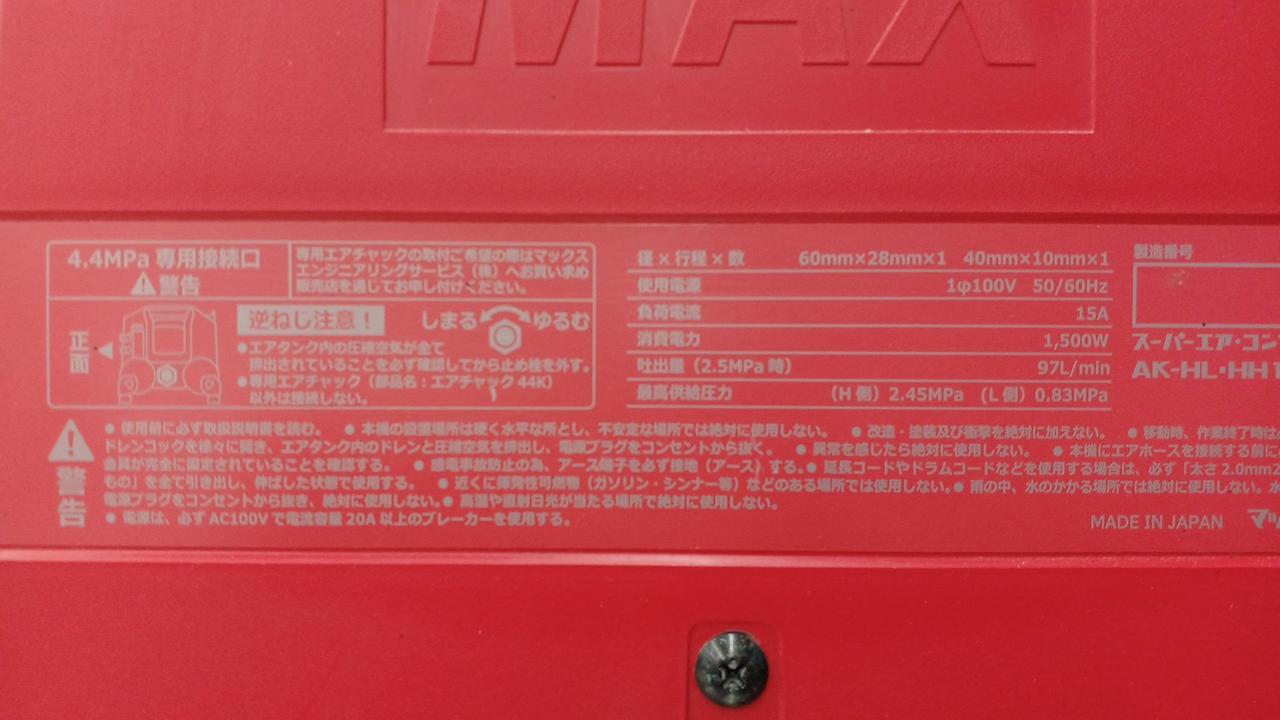 MAX
4.4MPa 専用接続口
警告
専用エアチャックの取付ご希望の際はマックス
エンジニアリングサービス（株）へお買い求め
販売店を通じてお申し付けください。
正面
逆ねじ注意！
しまる ゆるむ
●エアタンク内の圧縮空気が全て
排出されていることを必ず確認してから止め栓を外す。
●専用エアチャック（部品名：エアチャック 44K）
以外は接続しない。
径×行程×数 60mm×28mm×1 40mm×10mm×1
使用電源 1φ100V 50/60Hz
負荷電流 15A
消費電力 1,500W
吐出量（2.5MPa 時） 97L/min
最高供給圧力 （H 側）2.45MPa （L 側）0.83MPa
製造番号
スーパーエア・コン
AK-HL・HH1
警告
● 使用前に必ず取扱説明書を読む。 ● 本機の設置場所は硬く水平な所とし、不安定な場所では絶対に使用しない。 ● 改造・塗装及び衝撃を絶対に加えない。 ● 移動時、作業終了時は
ドレンコックを徐々に開き、エアタンク内のドレンと圧縮空気を排出し、電源プラグをコンセントから抜く。 ● 異常を感じたら絶対に使用しない。 ● 本機にエアホースを接続する前に
金具が完全に固定されていることを確認する。 ● 感電事故防止の為、アース端子を必ず接地（アース）する。● 延長コードやドラムコードなどを使用する場合は、必ず「太さ 2.0mm2
もの」を全て引き出し、伸ばした状態で使用する。 ● 近くに揮発性可燃物（ガソリン・シンナー等）などのある場所では使用しない。● 雨の中、水のかかる場所では絶対に使用しない。水
電源プラグをコンセントから抜き、絶対に使用しない。● 高温や直射日光が当たる場所で絶対に使用しない。
● 電源は、必ず AC100V で電流容量 20A 以上のブレーカーを使用する。
MADE IN JAPAN マッ